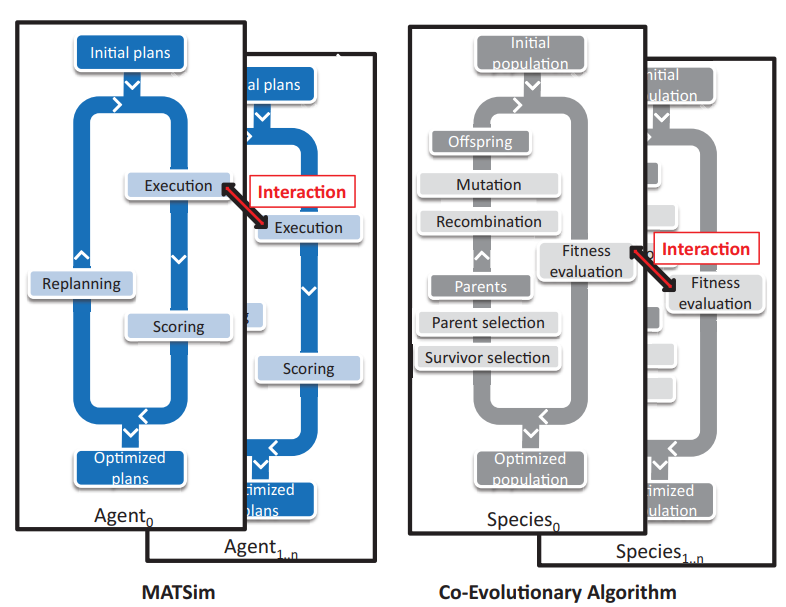 Initial plans
al plans
Execution
Interaction
Execution
Replanning
Scoring
Scoring
Optimized
plans
timized
plans
Agent0
Agent1..n
MATSim
Initial
population
nitial
ulation
Offspring
Mutation
Recombination
Fitness
evaluation
Interaction
Fitness
evaluation
Parents
Parent selection
Survivor selection
Optimized
population
timized
ulation
Species0
Species1..n
Co-Evolutionary Algorithm